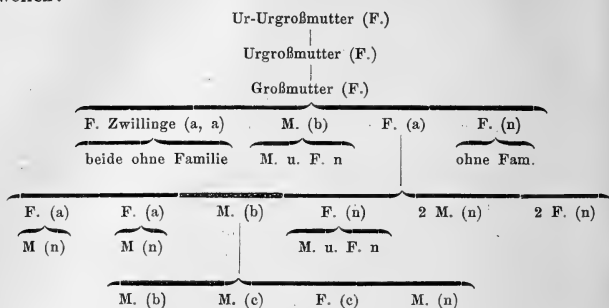 Ur-Urgroßmutter (F.)
Urgroßmutter (F.)
Großmutter (F.)
F. Zwillinge (a, a) M. (b) F. (a) F. (n)
beide ohne Familie M. u. F. n ohne Fam.
F. (a) F. (a) M. (b) F. (n) 2 M. (n) 2 F. (n)
M (n) M (n) M. u. F. n
M. (b) M. (c) F. (c) M. (n)